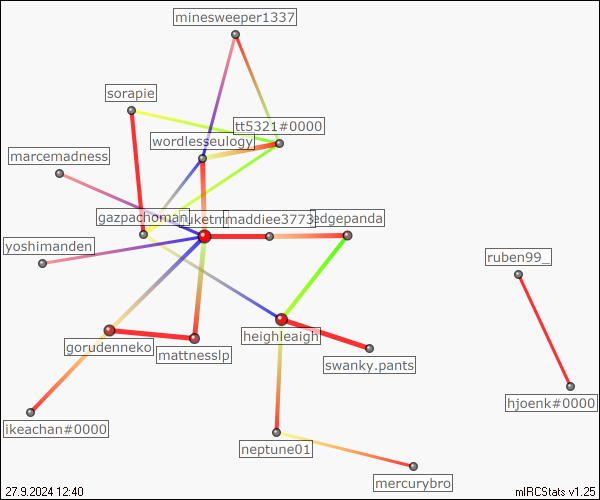 minesweeper1337
sorapie
tt5321#0000
wordlesseulogy
marcemadness
gazpachoman
maddiee3773
edgepanda
yoshimanden
ruben99_
gorudenneko
mattnesslp
heighleaigh
swanky.pants
ikeachan#0000
hjoenk#0000
neptune01
mercurybro
27.9.2024 12:40
mIRCStats v1.25